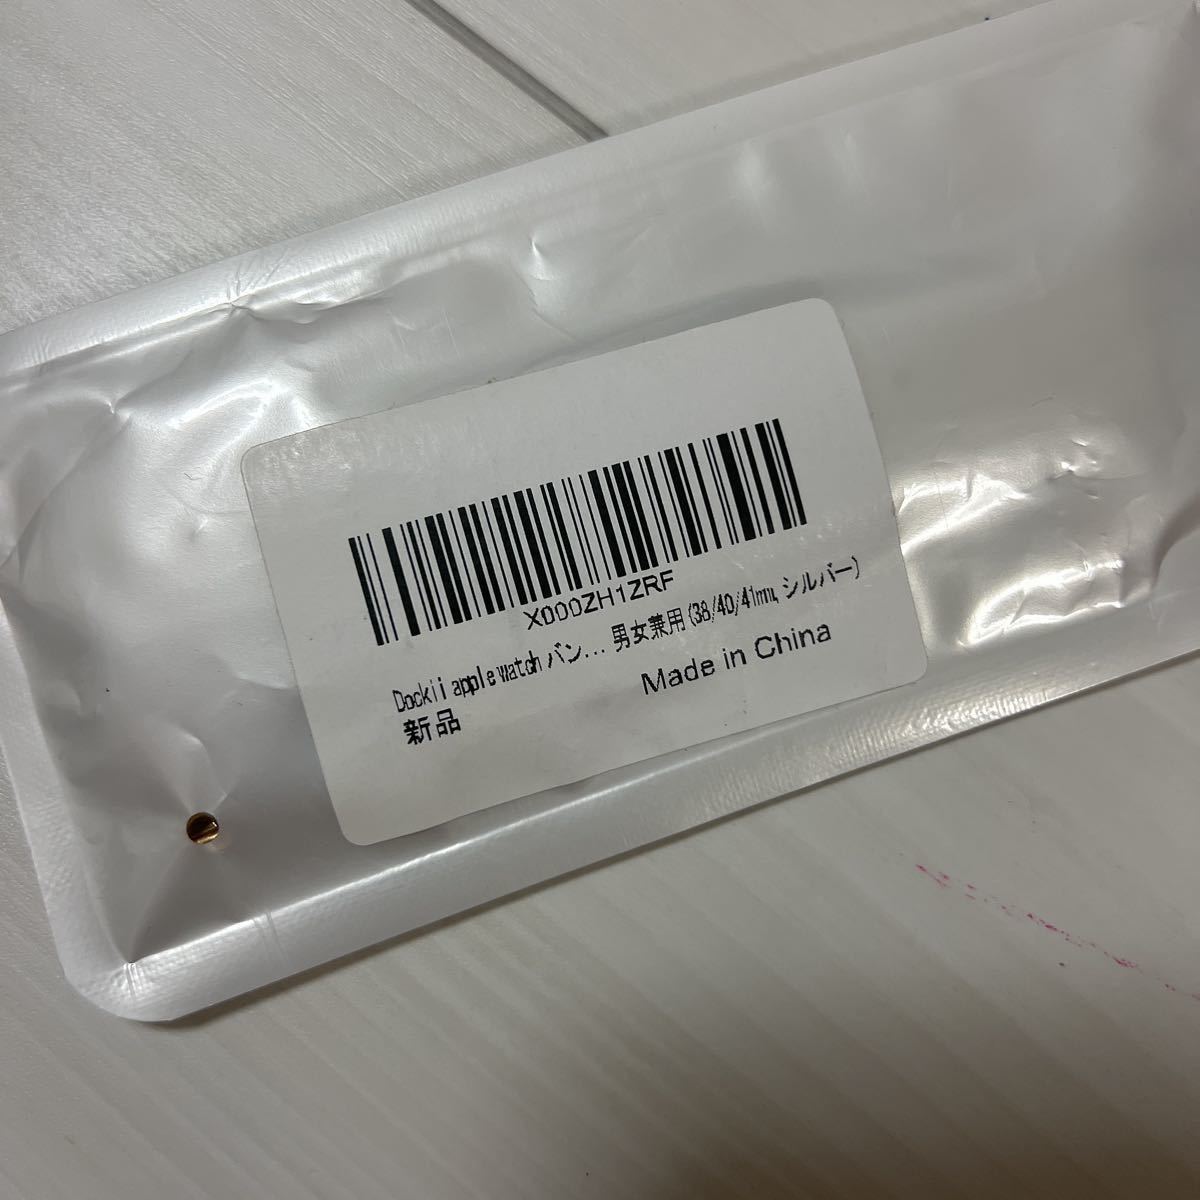 X000ZH1ZRF
Dockii apple watch バン... 男女兼用 (38/40/41mm, シルバー)
新品
Made in China